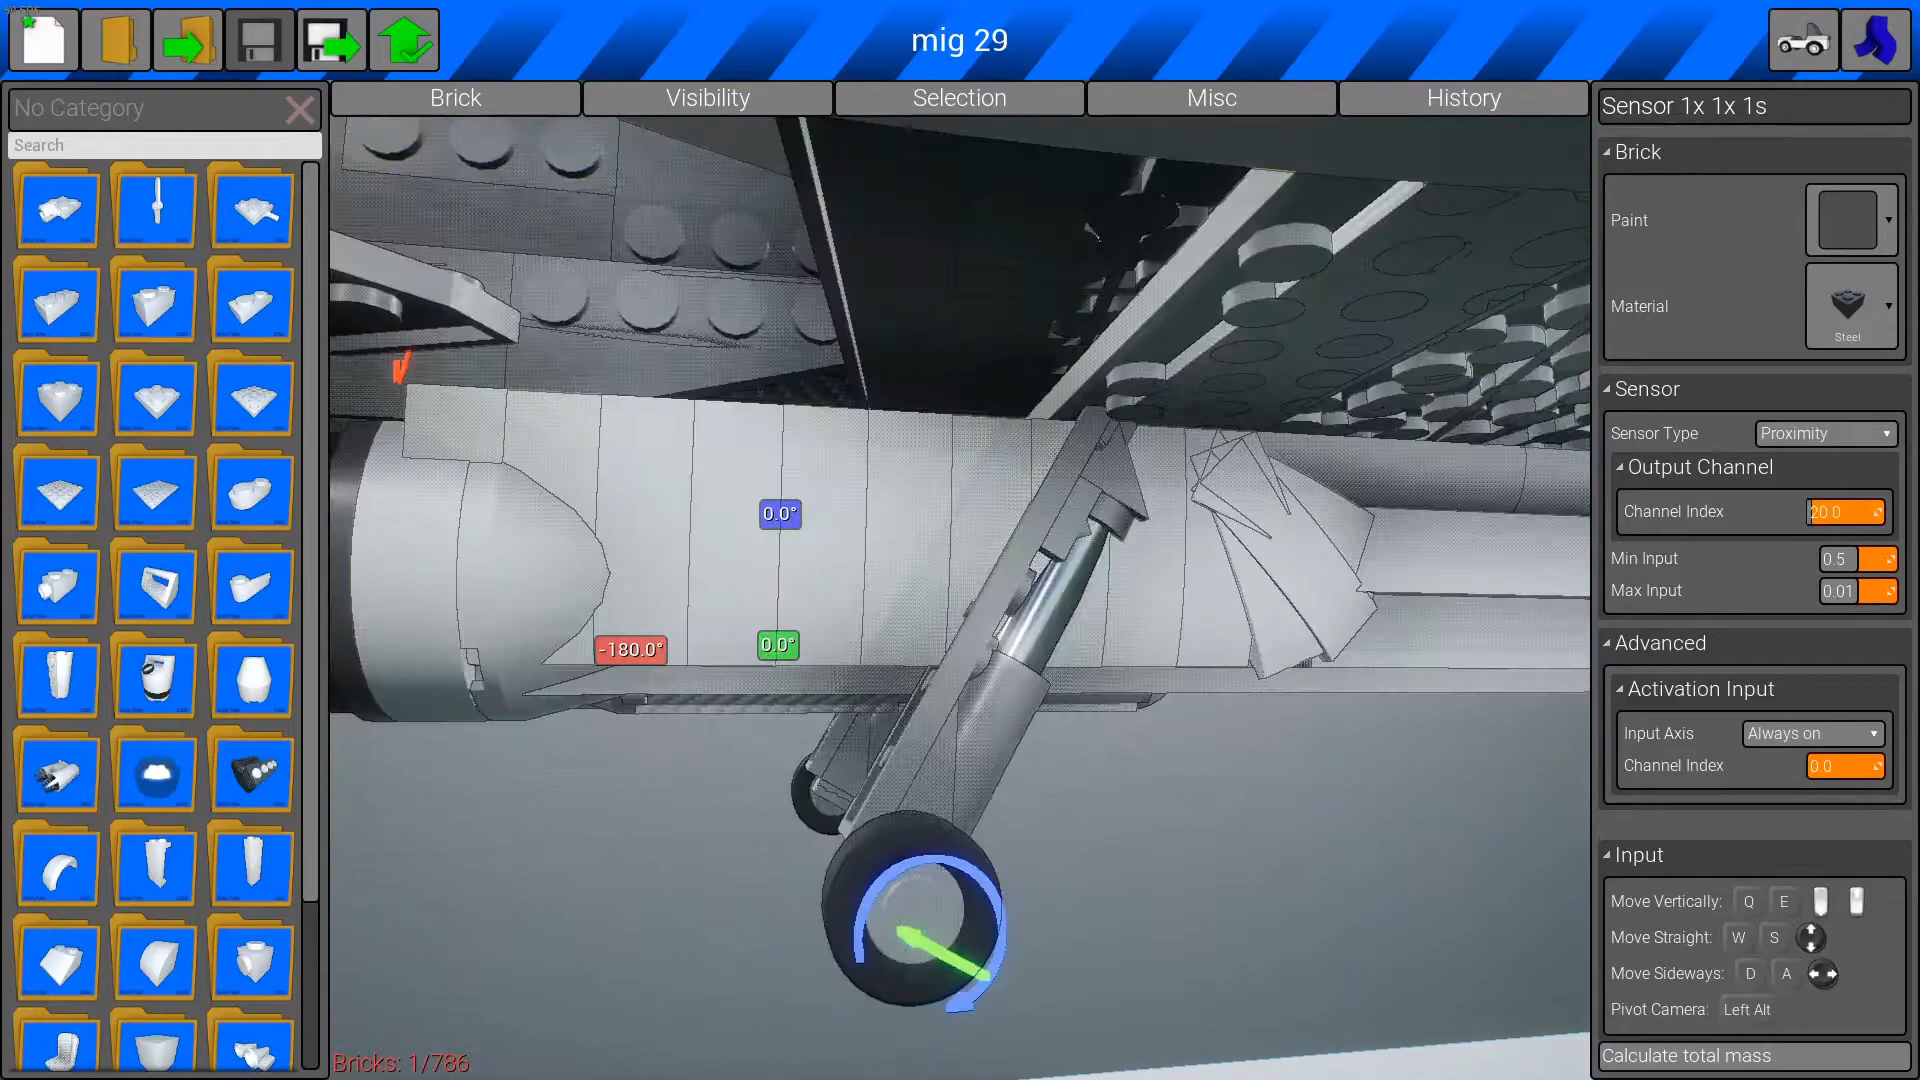 mig 29
No Category
Search
Brick
Visibility
Selection
Misc
History
0.0°
-180.0°
0.0°
Bricks: 1/786
Sensor 1x 1x 1s
Brick
Paint
Material
Steel
Sensor
Sensor Type
Proximity
Output Channel
Channel Index
20.0
Min Input
0.5
Max Input
0.01
Advanced
Activation Input
Input Axis
Always on
Channel Index
0.0
Input
Move Vertically: Q E
Move Straight: W S
Move Sideways: D A
Pivot Camera: Left Alt
Calculate total mass